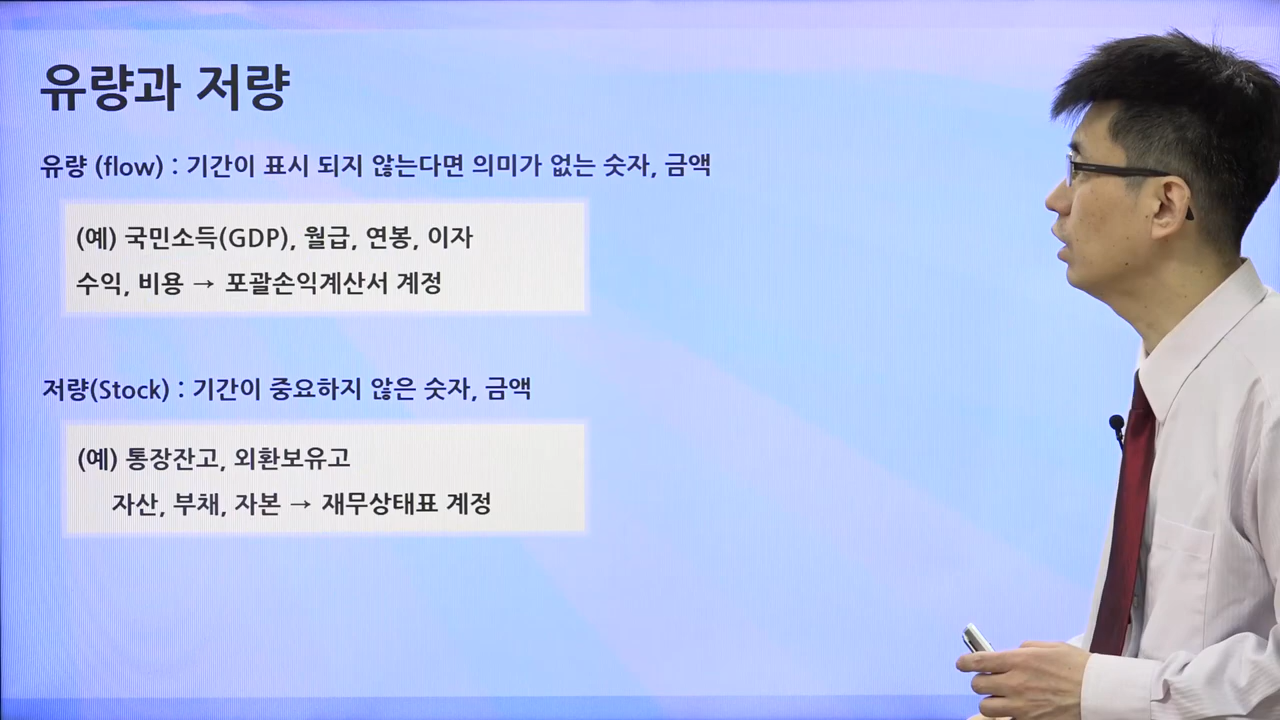 유량과 저량
유량 (flow) : 기간이 표시 되지 않는다면 의미가 없는 숫자, 금액
(예) 국민소득(GDP), 월급, 연봉, 이자
수익, 비용 → 포괄손익계산서 계정
저량(Stock) : 기간이 중요하지 않은 숫자, 금액
(예) 통장잔고, 외환보유고
자산, 부채, 자본 → 재무상태표 계정